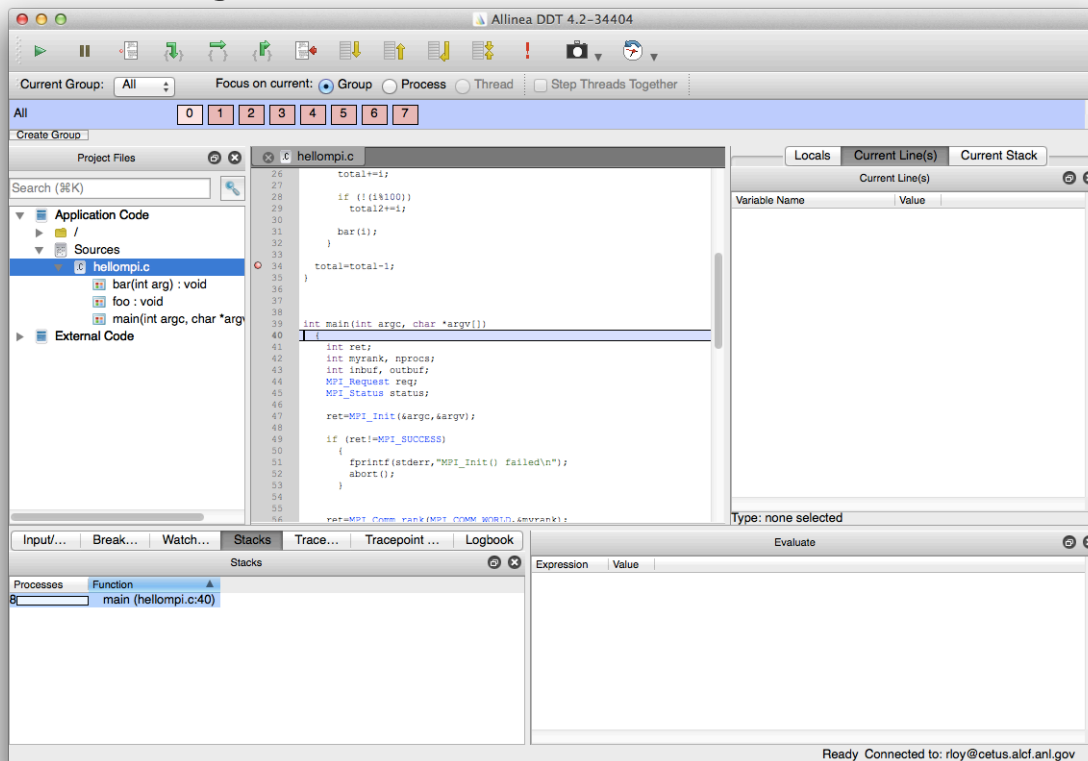 Allinea DDT 4.2-34404
Current Group: All Focus on current: Group Process Thread Step Threads Together
All 0 1 2 3 4 5 6 7
Create Group
Project Files
Search (⌘K)
Application Code
/
Sources
hellompi.c
bar(int arg) : void
foo : void
main(int argc, char *argv
External Code
hellompi.c
26 total+=i;
27
28 if (!(i%100))
29 total2+=i;
30
31 bar(i);
32 }
33
34 total=total-1;
35 }
36
37
38
39 int main(int argc, char *argv[])
40 {
41 int ret;
42 int myrank, nprocs;
43 int inbuf, outbuf;
44 MPI_Request req;
45 MPI_Status status;
46
47 ret=MPI_Init(&argc,&argv);
48
49 if (ret!=MPI_SUCCESS)
50 {
51 fprintf(stderr,"MPI_Init() failed\n");
52 abort();
53 }
54
55
56 ret=MPI_Comm_rank(MPI_COMM_WORLD,&myrank);
Locals Current Line(s) Current Stack
Current Line(s)
Variable Name Value
Type: none selected
Input/... Break... Watch... Stacks Trace... Tracepoint ... Logbook
Stacks
Processes Function
8 main (hellompi.c:40)
Evaluate
Expression Value
Ready Connected to: rloy@cetus.alcf.anl.gov